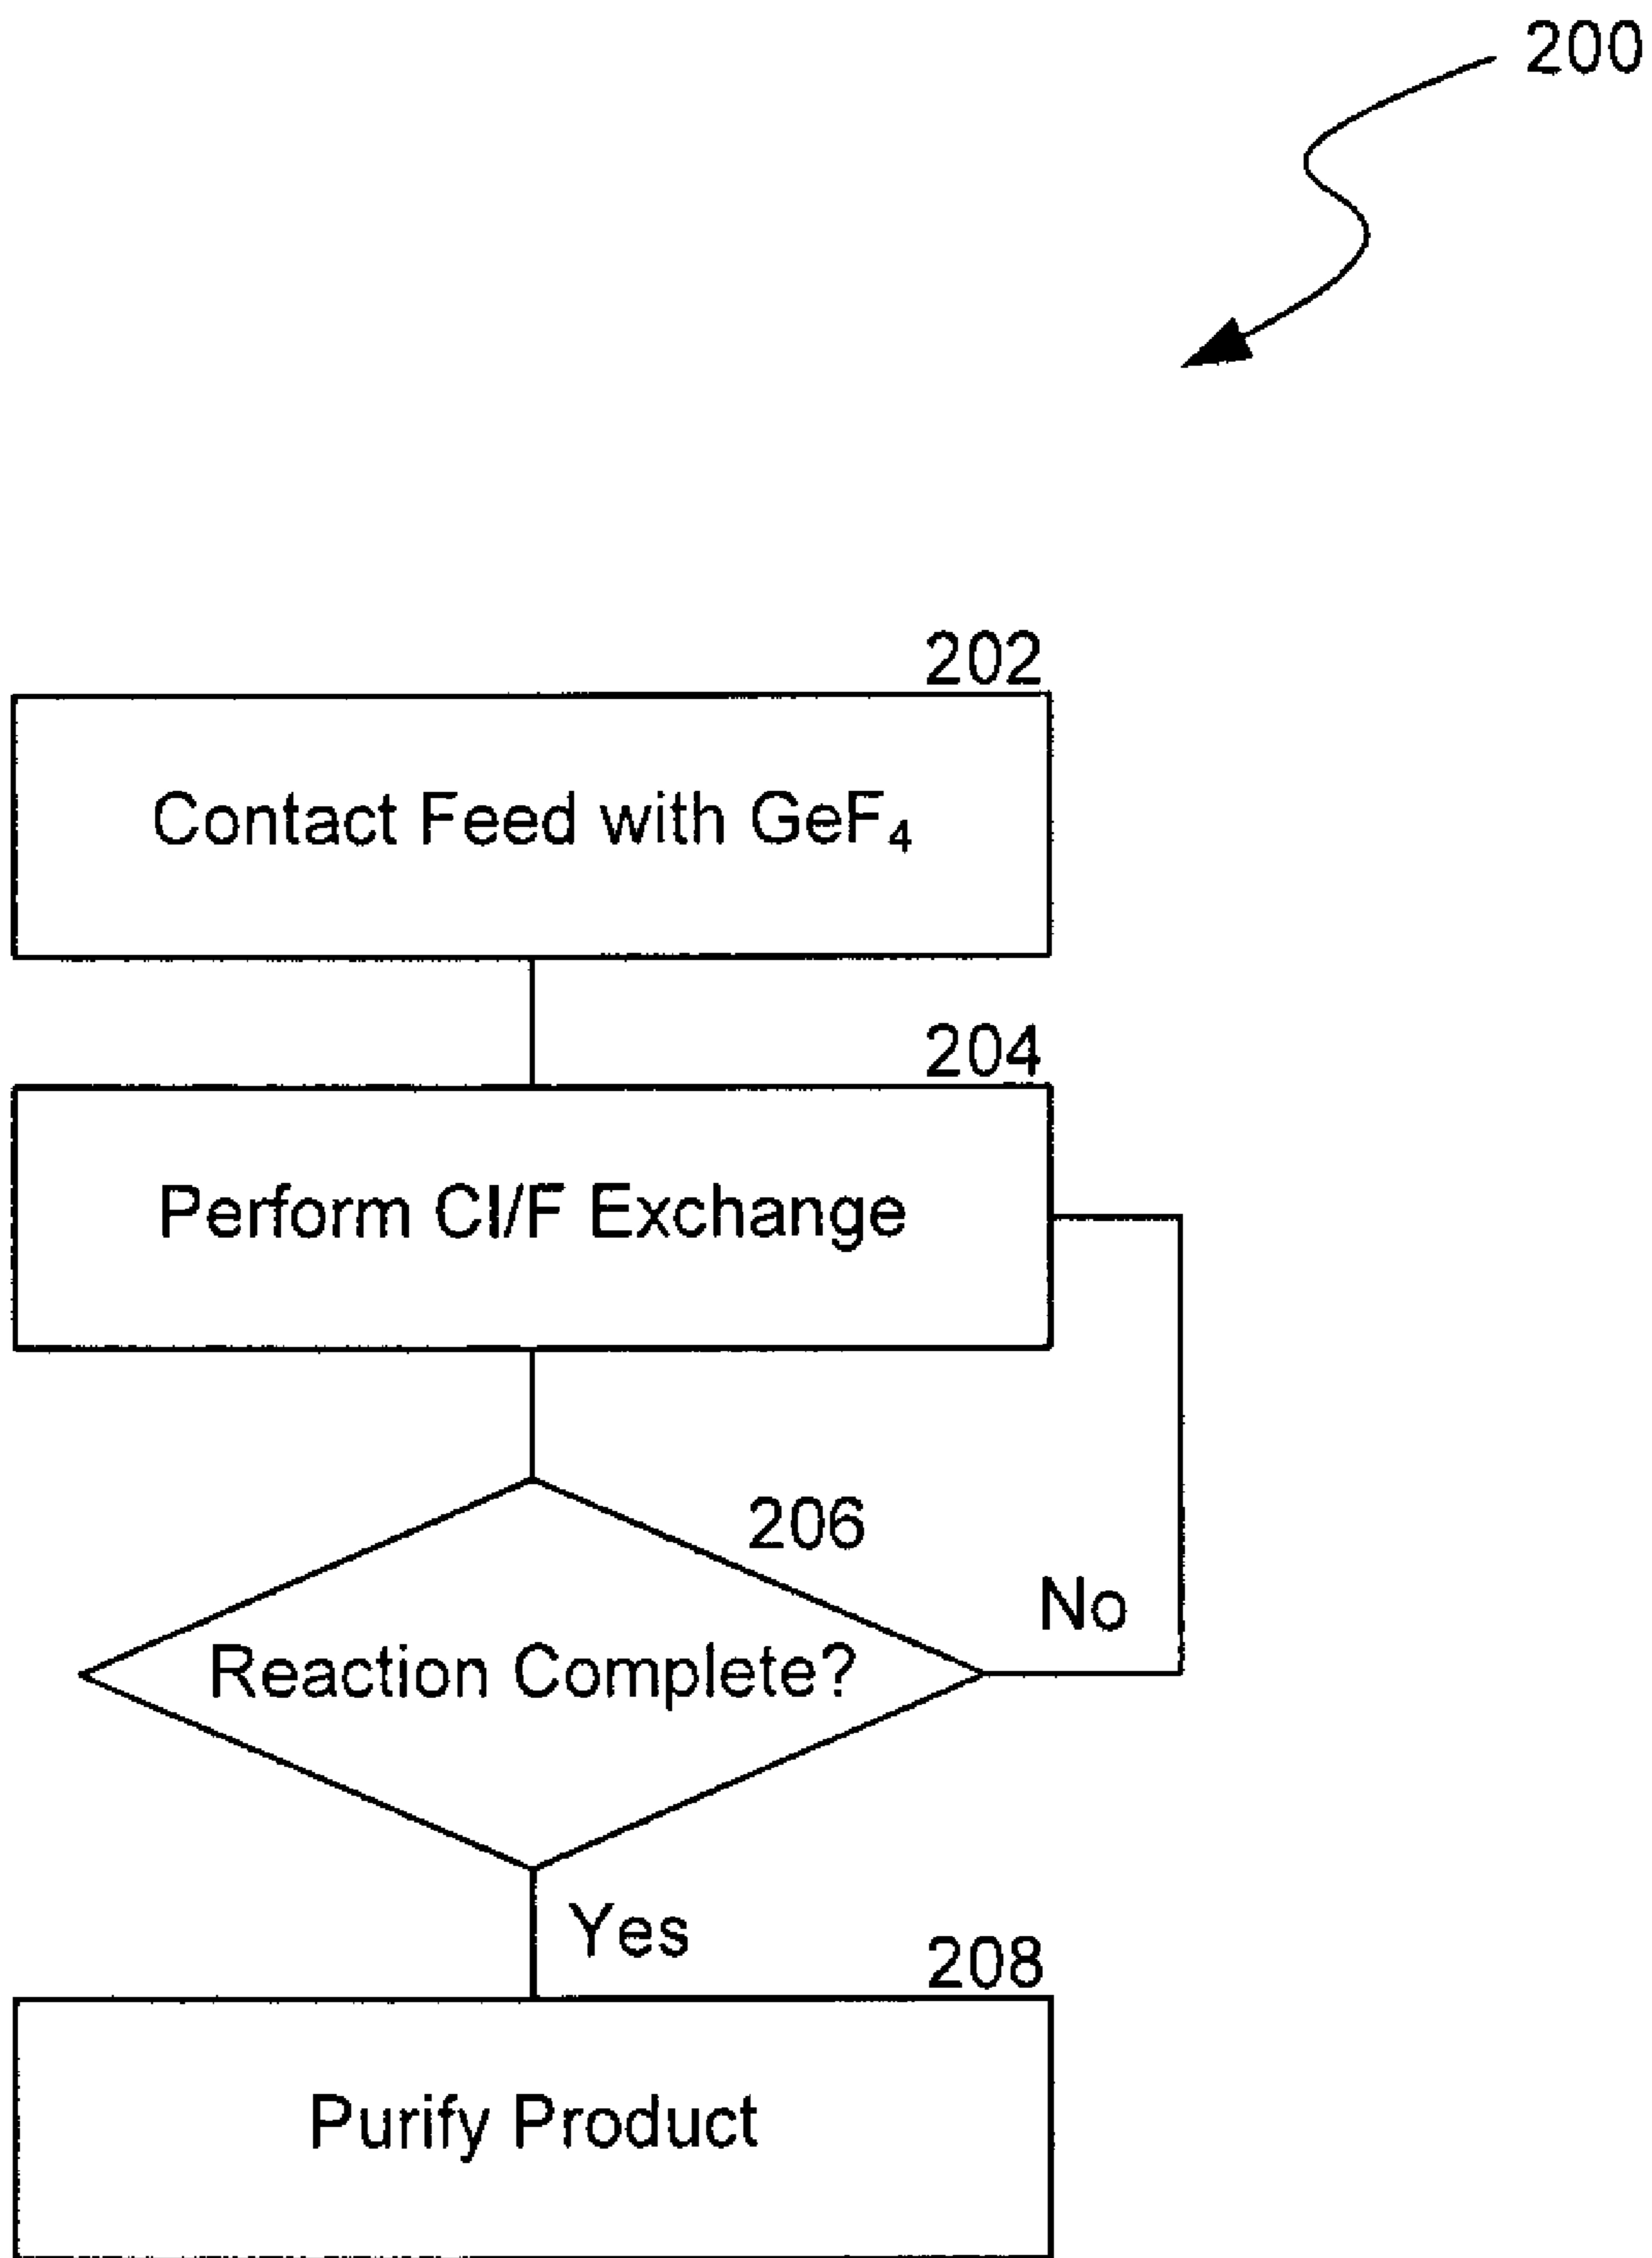 200
202
Contact Feed with GeF₄
204
Perform Cl/F Exchange
206
No
Reaction Complete?
Yes
208
Purify Product